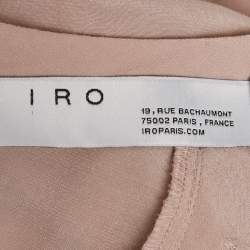 IRO
19, RUE BACHAUMONT
75002 PARIS, FRANCE
IROPARIS.COM